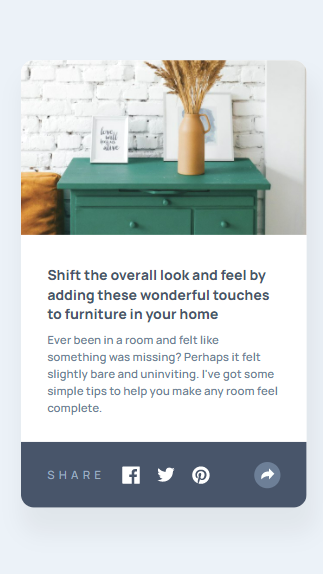 love
well
Shift the overall look and feel by
adding these wonderful touches
to furniture in your home
Ever been in a room and felt like
something was missing? Perhaps it felt
slightly bare and uninviting. I've got some
simple tips to help you make any room feel
complete.
SHARE